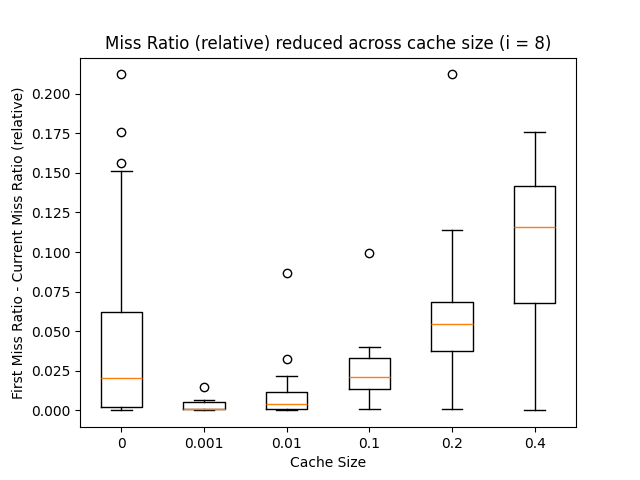 Miss Ratio (relative) reduced across cache size (i = 8)
First Miss Ratio - Current Miss Ratio (relative)
0.200
0.175
0.150
0.125
0.100
0.075
0.050
0.025
0.000
0 0.001 0.01 0.1 0.2 0.4
Cache Size